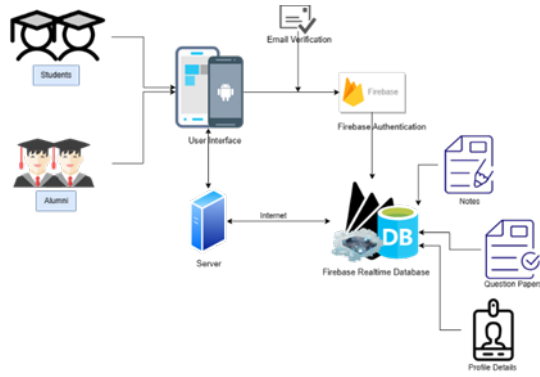 Email Verification
Students
Firebase
User Interface
Firebase Authentication
Alumni
Notes
Internet
DB
Server
Firebase Realtime Database
Question Papers
Profile Details